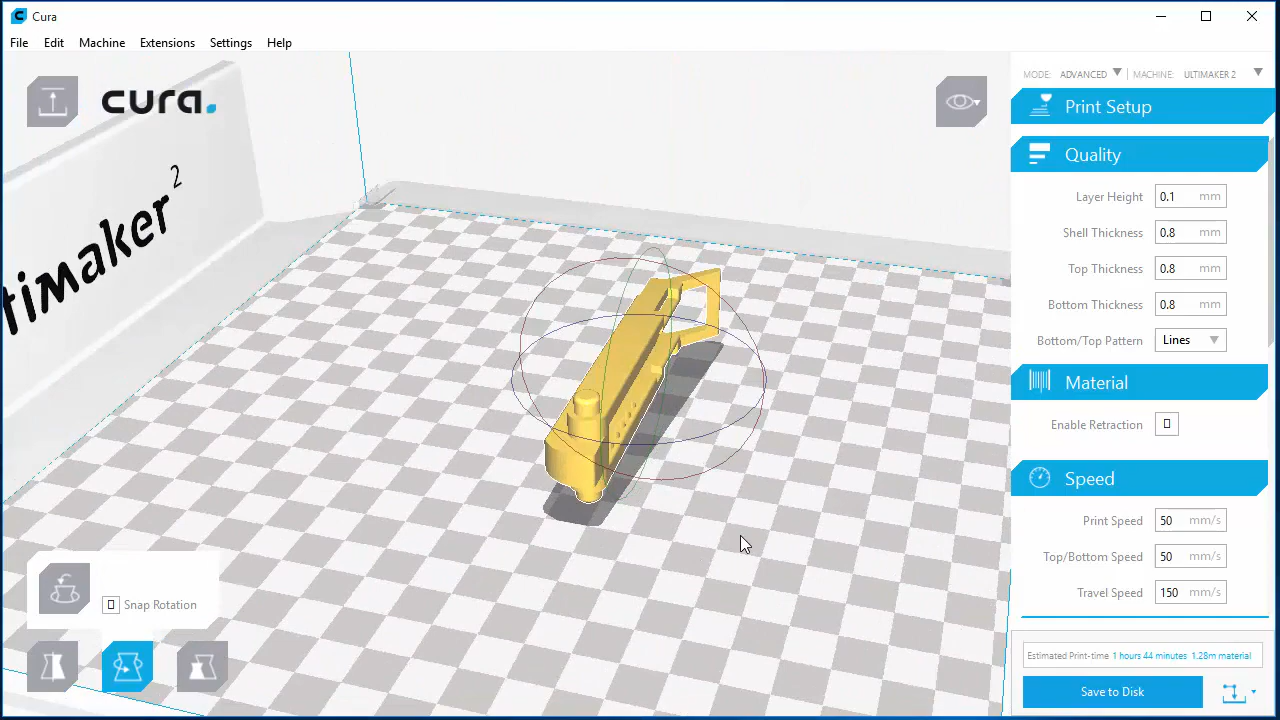 Cura
File Edit Machine Extensions Settings Help
cura.
MODE: ADVANCED MACHINE: ULTIMAKER 2
Print Setup
Quality
Layer Height 0.1 mm
Shell Thickness 0.8 mm
Top Thickness 0.8 mm
Bottom Thickness 0.8 mm
Bottom/Top Pattern Lines
Material
Enable Retraction
Speed
Print Speed 50 mm/s
Top/Bottom Speed 50 mm/s
Travel Speed 150 mm/s
timaker²
Snap Rotation
Estimated Print-time 1 hours 44 minutes 1.28m material
Save to Disk